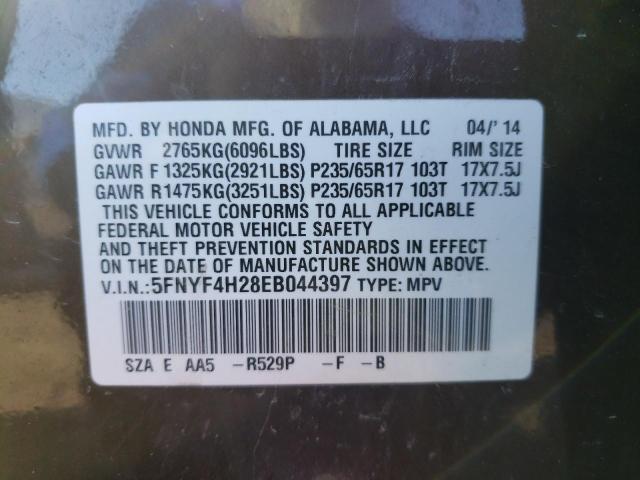 MFD. BY HONDA MFG. OF ALABAMA, LLC 04/' 14
GVWR 2765KG(6096LBS) TIRE SIZE RIM SIZE
GAWR F 1325KG(2921LBS) P235/65R17 103T 17X7.5J
GAWR R 1475KG(3251LBS) P235/65R17 103T 17X7.5J
THIS VEHICLE CONFORMS TO ALL APPLICABLE
FEDERAL MOTOR VEHICLE SAFETY
AND THEFT PREVENTION STANDARDS IN EFFECT
ON THE DATE OF MANUFACTURE SHOWN ABOVE.
V.I.N.:5FNYF4H28EB044397 TYPE: MPV
SZA E AA5 -R529P -F -B